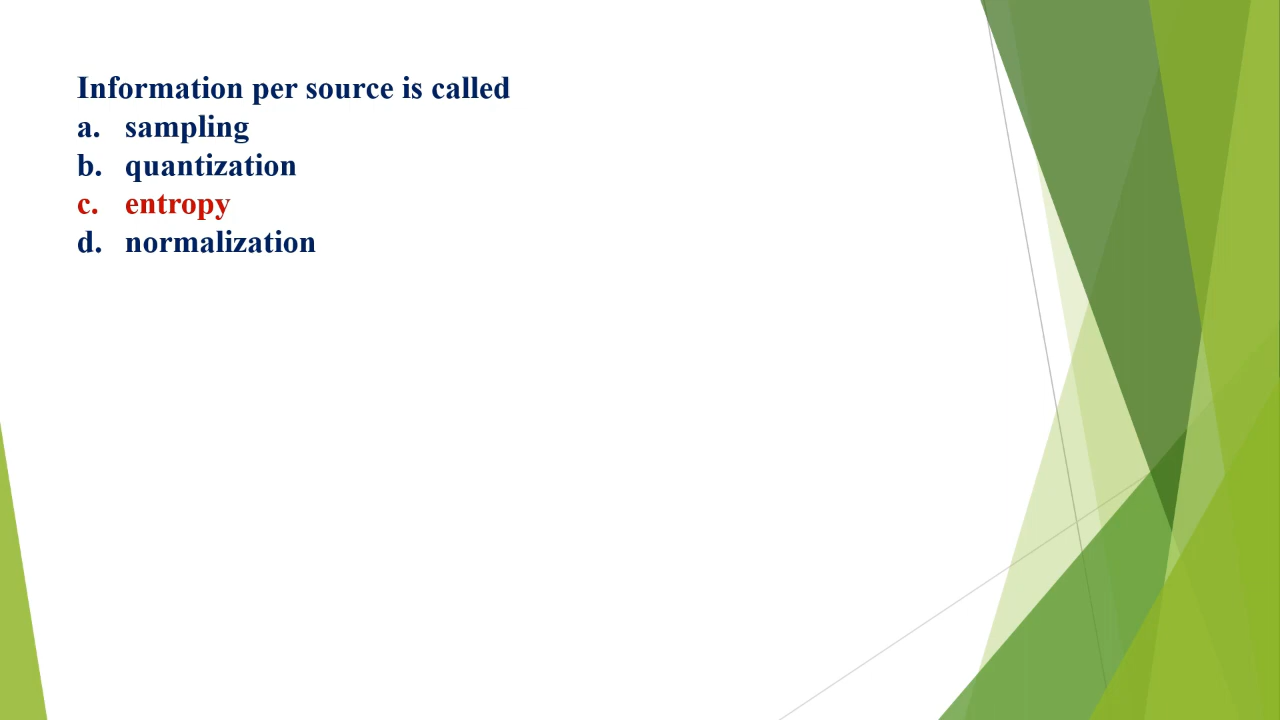 Information per source is called
a. sampling
b. quantization
c. entropy
d. normalization